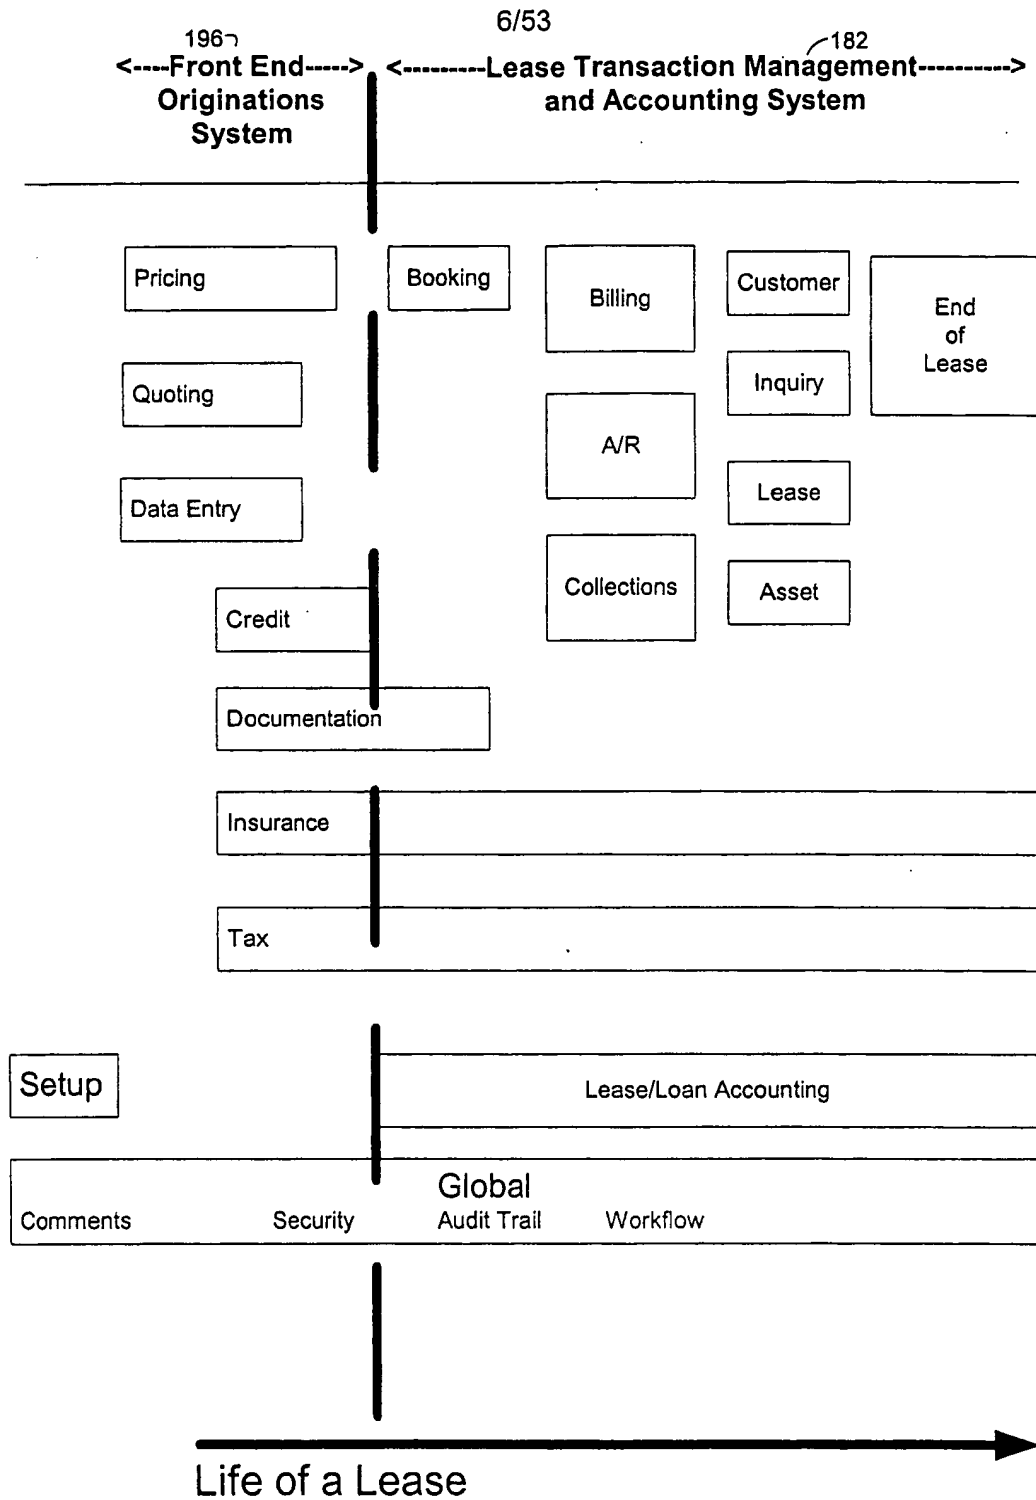 6/53
196
182
<----Front End----->
Originations
System
<---------Lease Transaction Management---------->
and Accounting System
Pricing
Booking
Billing
Customer
End
of
Lease
Quoting
Inquiry
A/R
Data Entry
Lease
Collections
Asset
Credit
Documentation
Insurance
Tax
Setup
Lease/Loan Accounting
Global
Comments Security Audit Trail Workflow
Life of a Lease